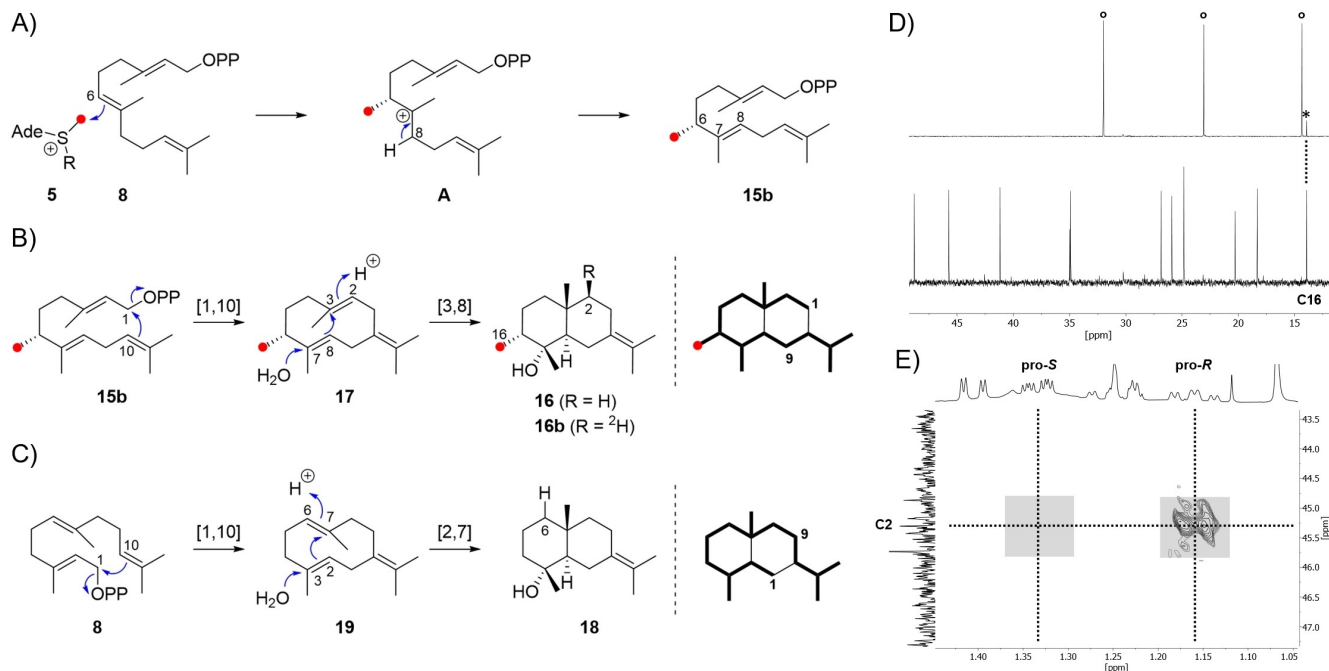 A)
OPP
6
Ade
S
⊕
R
5
8
OPP
⊕
8
H
A
OPP
6
7
8
15b
B)
OPP
1
10
15b
[1,10]
H
⊕
3
2
8
7
H₂O
17
[3,8]
R
2
16
HO
H
16 (R = H)
16b (R = ²H)
1
9
C)
10
1
OPP
8
[1,10]
H
⊕
6
7
2
3
H₂O
19
[2,7]
H
6
HO
H
18
9
1
D)
o o o
*
C16
45 40 35 30 25 20 15
[ppm]
E)
pro-S pro-R
C2
43.5
44.0
44.5
45.0
45.5
46.0
46.5
47.0
[ppm]
1.40 1.35 1.30 1.25 1.20 1.15 1.10 1.05
[ppm]